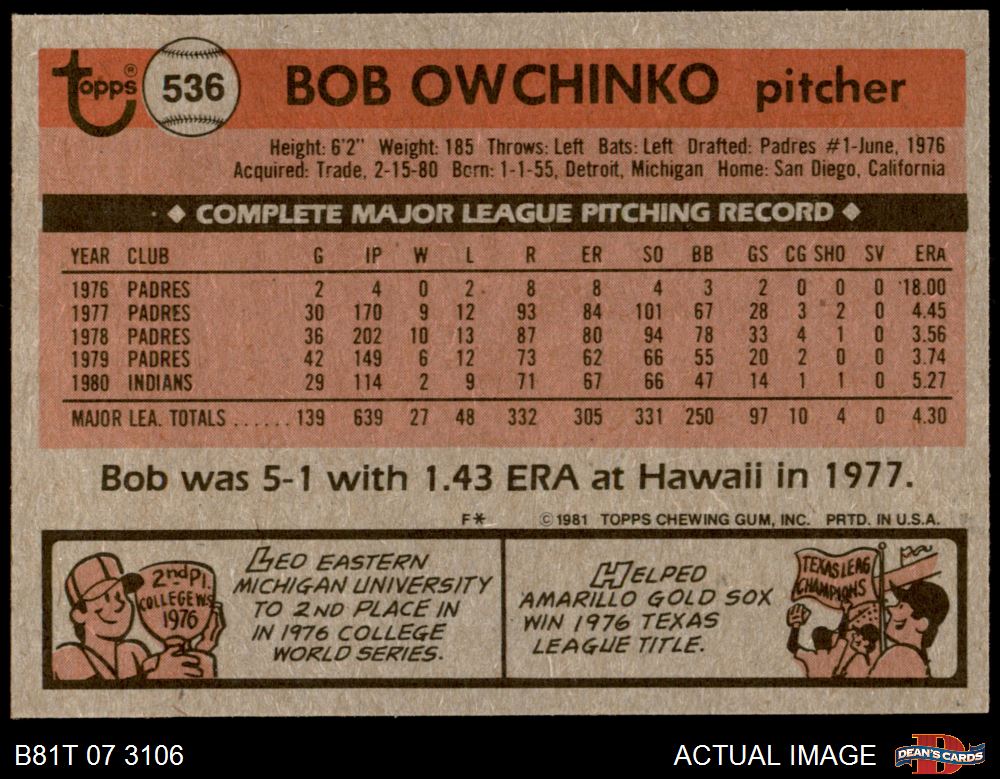 Topps® 536 BOB OWCHINKO pitcher
Height: 6'2" Weight: 185 Throws: Left Bats: Left Drafted: Padres #1-June, 1976
Acquired: Trade, 2-15-80 Born: 1-1-55, Detroit, Michigan Home: San Diego, California
◆ COMPLETE MAJOR LEAGUE PITCHING RECORD ◆
YEAR CLUB G IP W L R ER SO BB GS CG SHO SV ERA
1976 PADRES 2 4 0 2 8 8 4 3 2 0 0 0 18.00
1977 PADRES 30 170 9 12 93 84 101 67 28 3 2 0 4.45
1978 PADRES 36 202 10 13 87 80 94 78 33 4 1 0 3.56
1979 PADRES 42 149 6 12 73 62 66 55 20 2 0 0 3.74
1980 INDIANS 29 114 2 9 71 67 66 47 14 1 1 0 5.27
MAJOR LEA. TOTALS ...... 139 639 27 48 332 305 331 250 97 10 4 0 4.30
Bob was 5-1 with 1.43 ERA at Hawaii in 1977.
F* © 1981 TOPPS CHEWING GUM, INC. PRTD. IN U.S.A.
2nd Pl.
COLLEGE W.S.
1976
LED EASTERN
MICHIGAN UNIVERSITY
TO 2ND PLACE IN
IN 1976 COLLEGE
WORLD SERIES.
HELPED
AMARILLO GOLD SOX
WIN 1976 TEXAS
LEAGUE TITLE.
TEXAS LEAG
CHAMPIONS
B81T 07 3106 ACTUAL IMAGE DEAN'S CARDS